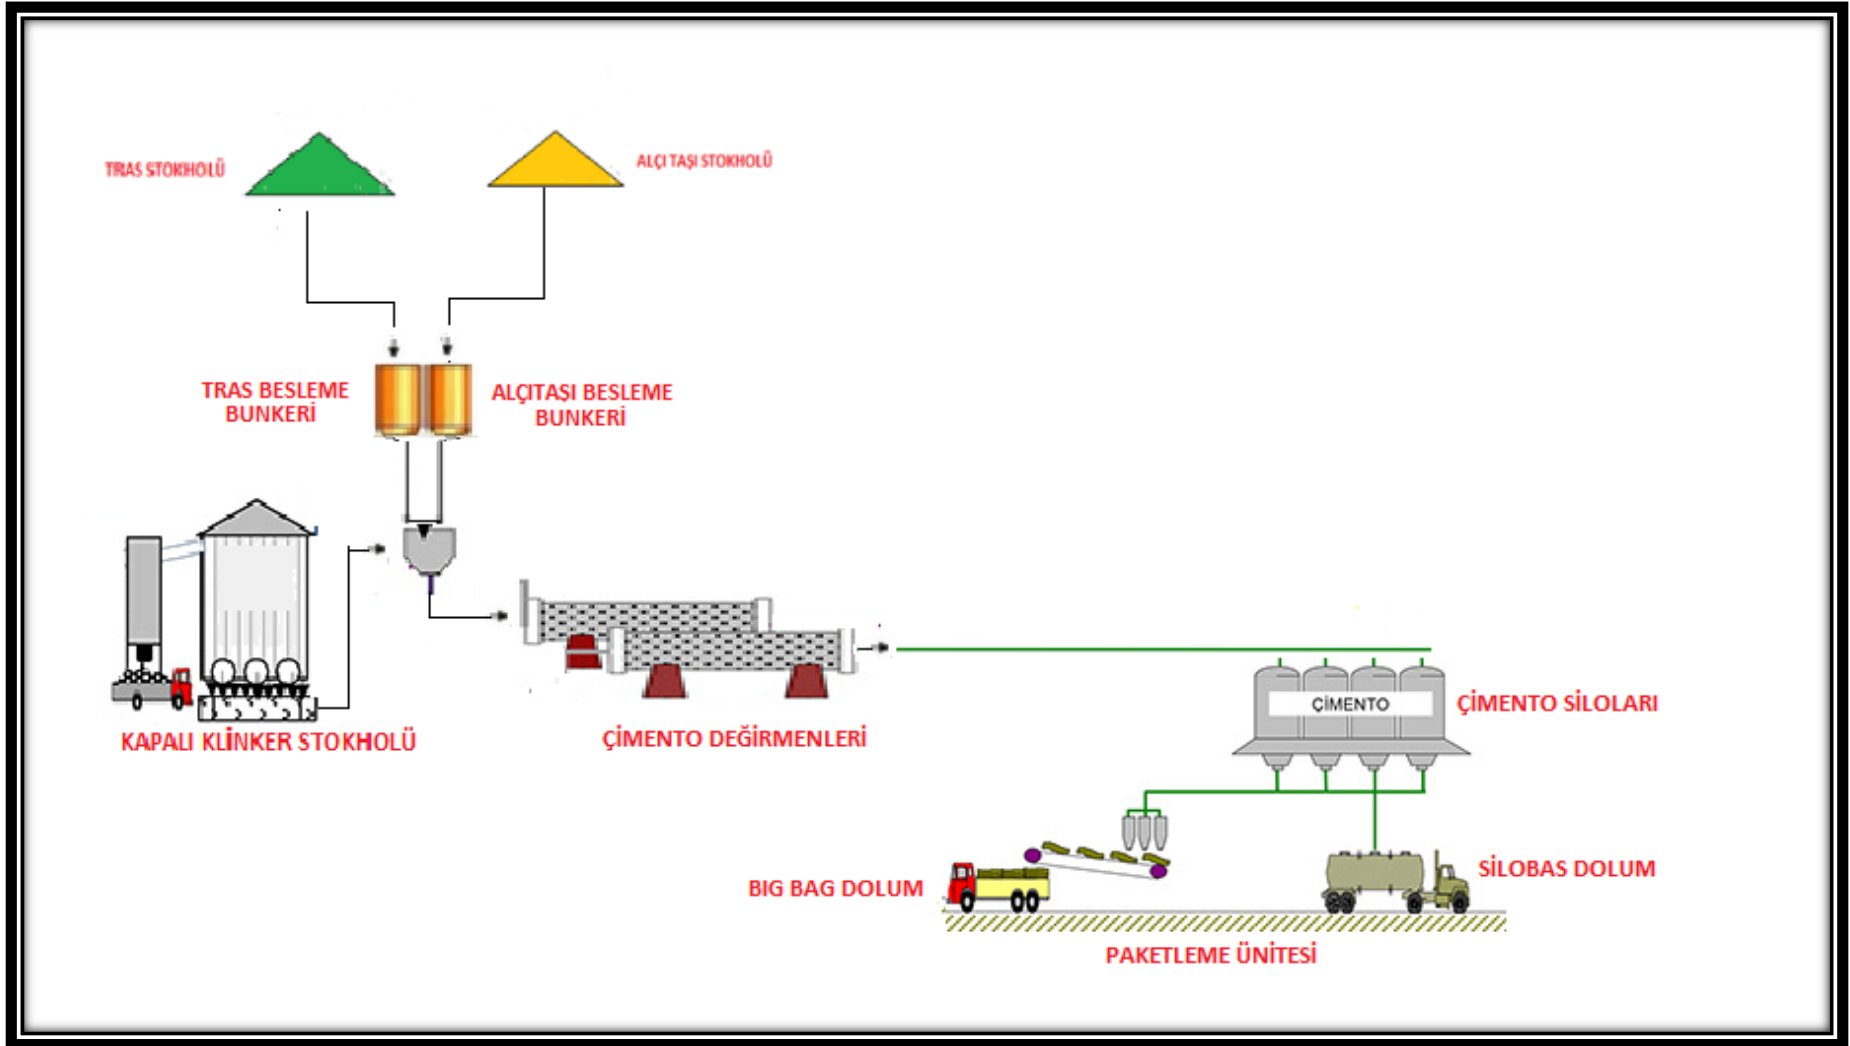 TRAS STOKHOLÜ
ALÇI TAŞI STOKHOLÜ
TRAS BESLEME
BUNKERİ
ALÇITAŞI BESLEME
BUNKERİ
KAPALI KLİNKER STOKHOLÜ
ÇİMENTO DEĞİRMENLERİ
ÇİMENTO
ÇİMENTO SİLOLARI
BIG BAG DOLUM
SİLOBAS DOLUM
PAKETLEME ÜNİTESİ